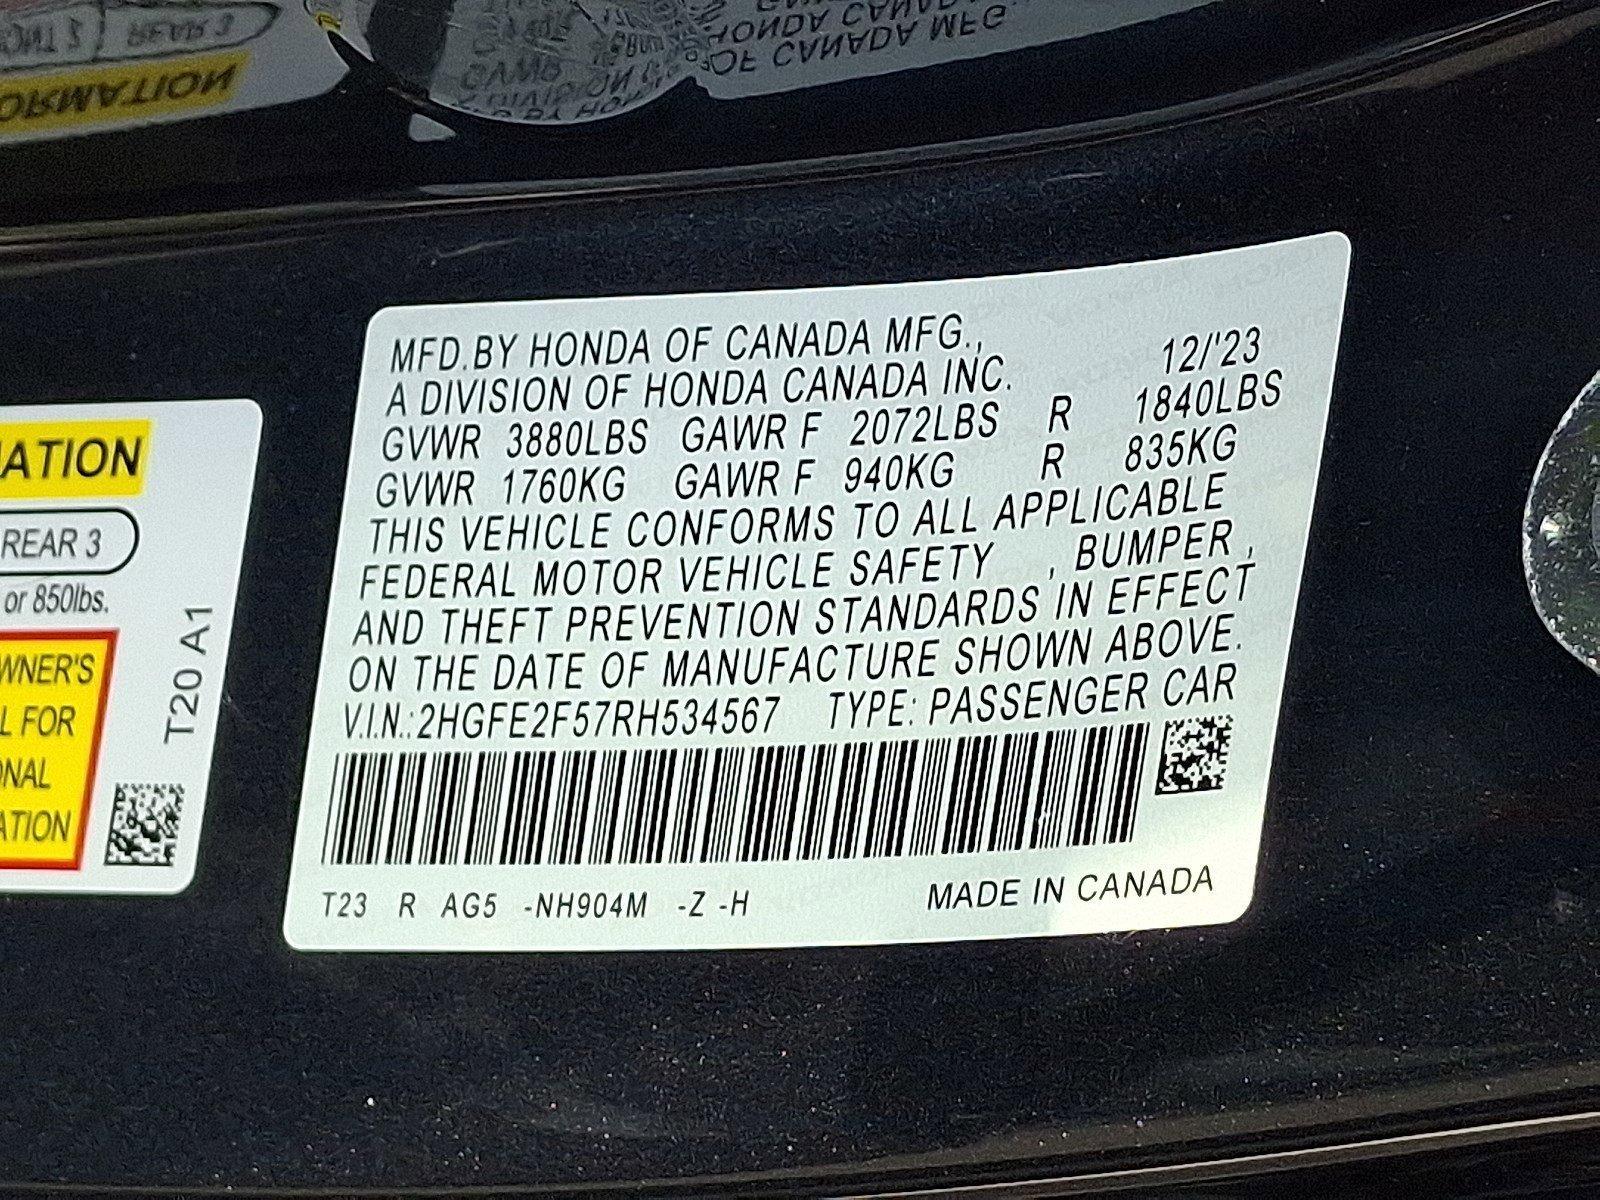 MFD.BY HONDA OF CANADA MFG.,
A DIVISION OF HONDA CANADA INC. 12/'23
GVWR 3880LBS GAWR F 2072LBS R 1840LBS
GVWR 1760KG GAWR F 940KG R 835KG
THIS VEHICLE CONFORMS TO ALL APPLICABLE
FEDERAL MOTOR VEHICLE SAFETY , BUMPER,
AND THEFT PREVENTION STANDARDS IN EFFECT
ON THE DATE OF MANUFACTURE SHOWN ABOVE.
V.I.N.:2HGFE2F57RH534567 TYPE: PASSENGER CAR
T23 R AG5 -NH904M -Z -H MADE IN CANADA
REAR 3
or 850lbs.
FOR
T20 A1